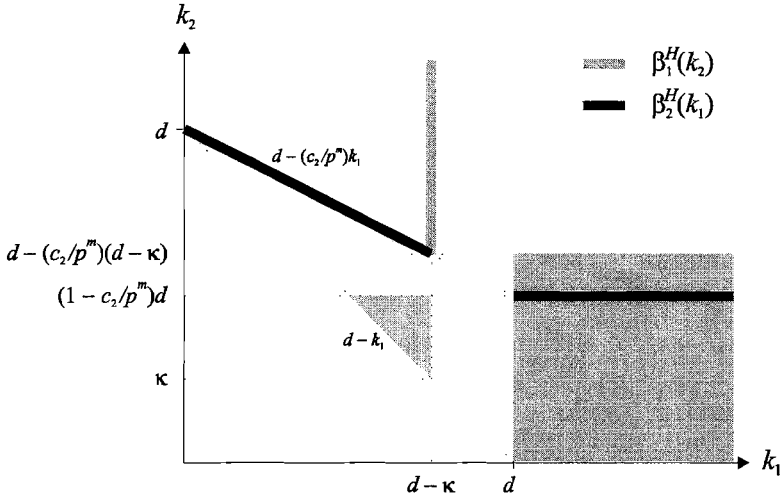 k₂
β₁ᴴ(k₂)
β₂ᴴ(k₁)
d
d − (c₂/pᵐ)k₁
d − (c₂/pᵐ)(d − κ)
(1 − c₂/pᵐ)d
d − k₁
κ
d − κ
d
k₁